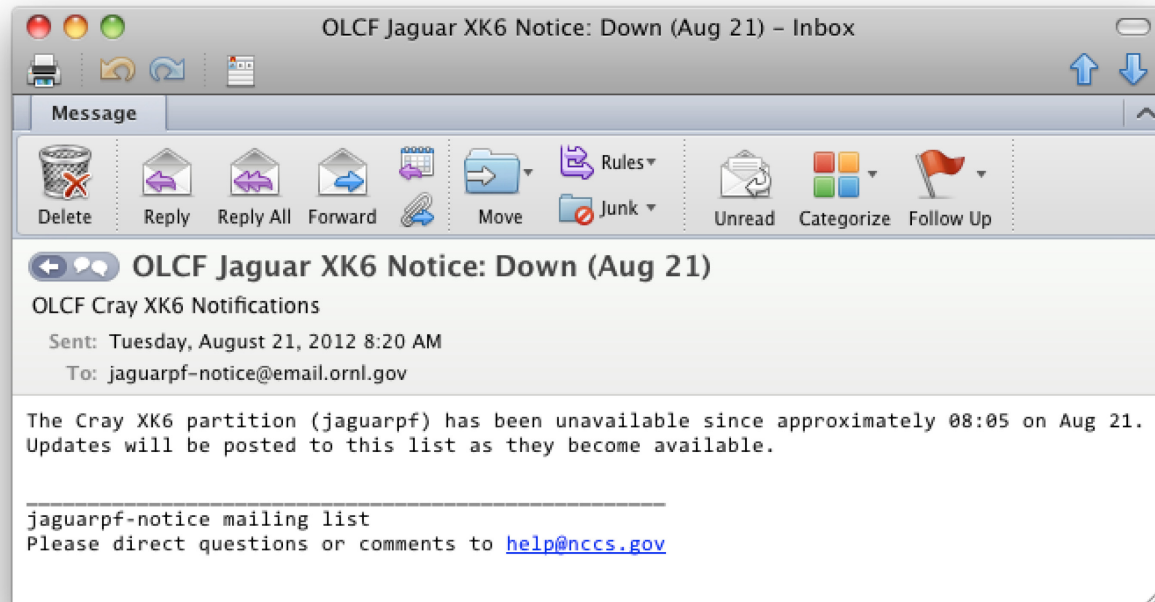 OLCF Jaguar XK6 Notice: Down (Aug 21) – Inbox
Message
Delete
Reply
Reply All
Forward
Move
Rules
Junk
Unread
Categorize
Follow Up
OLCF Jaguar XK6 Notice: Down (Aug 21)
OLCF Cray XK6 Notifications
Sent: Tuesday, August 21, 2012 8:20 AM
To: jaguarpf-notice@email.ornl.gov
The Cray XK6 partition (jaguarpf) has been unavailable since approximately 08:05 on Aug 21.
Updates will be posted to this list as they become available.
jaguarpf-notice mailing list
Please direct questions or comments to help@nccs.gov